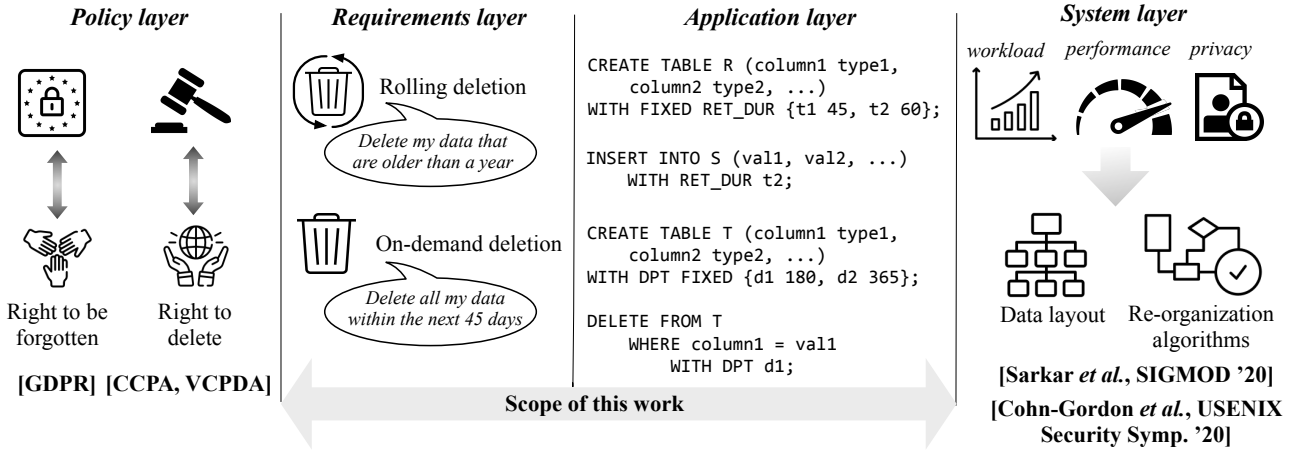 Policy layer
Right to be
forgotten
Right to
delete
[GDPR] [CCPA, VCPDA]
Requirements layer
Rolling deletion
Delete my data that
are older than a year
On-demand deletion
Delete all my data
within the next 45 days
Application layer
CREATE TABLE R (column1 type1,
column2 type2, ...)
WITH FIXED RET_DUR {t1 45, t2 60};
INSERT INTO S (val1, val2, ...)
WITH RET_DUR t2;
CREATE TABLE T (column1 type1,
column2 type2, ...)
WITH DPT FIXED {d1 180, d2 365};
DELETE FROM T
WHERE column1 = val1
WITH DPT d1;
Scope of this work
System layer
workload performance privacy
Data layout
Re-organization
algorithms
[Sarkar et al., SIGMOD ’20]
[Cohn-Gordon et al., USENIX
Security Symp. ’20]